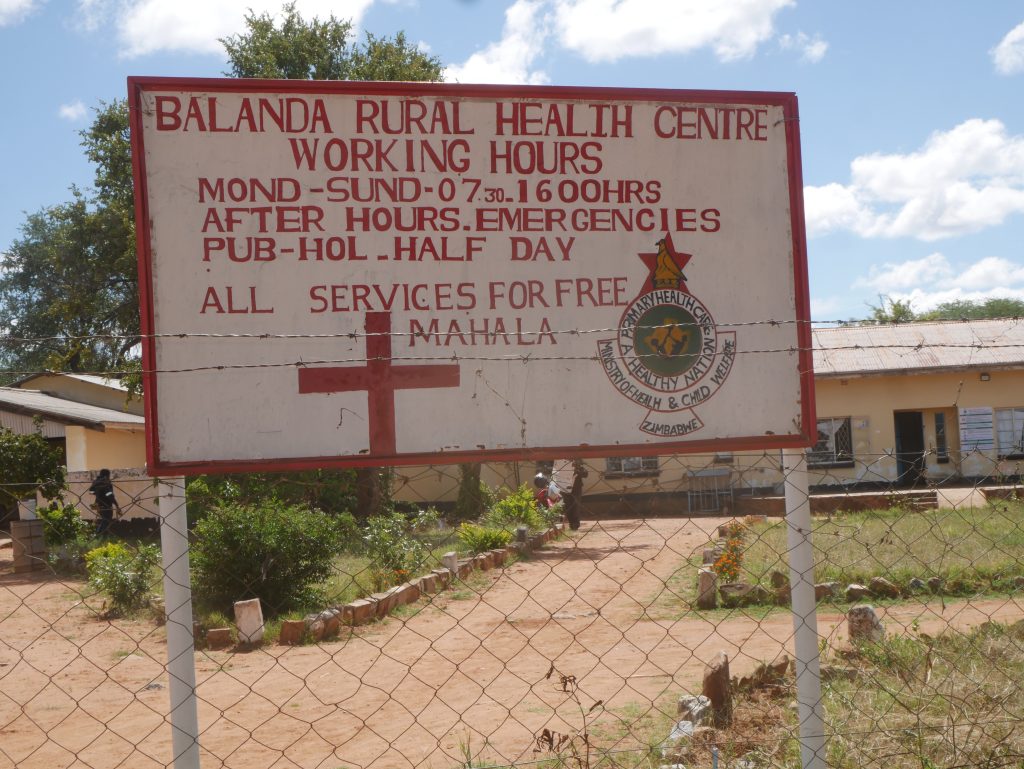 BALANDA RURAL HEALTH CENTRE
WORKING HOURS
MOND-SUND-07.30-1600HRS
AFTER HOURS.EMERGENCIES
PUB-HOL-HALF DAY
ALL SERVICES FOR FREE
MAHALA
PRIMARY HEALTH CARE
A HEALTHY NATION
MINISTRY OF HEALH & CHILD WELFARE
ZIMBABWE